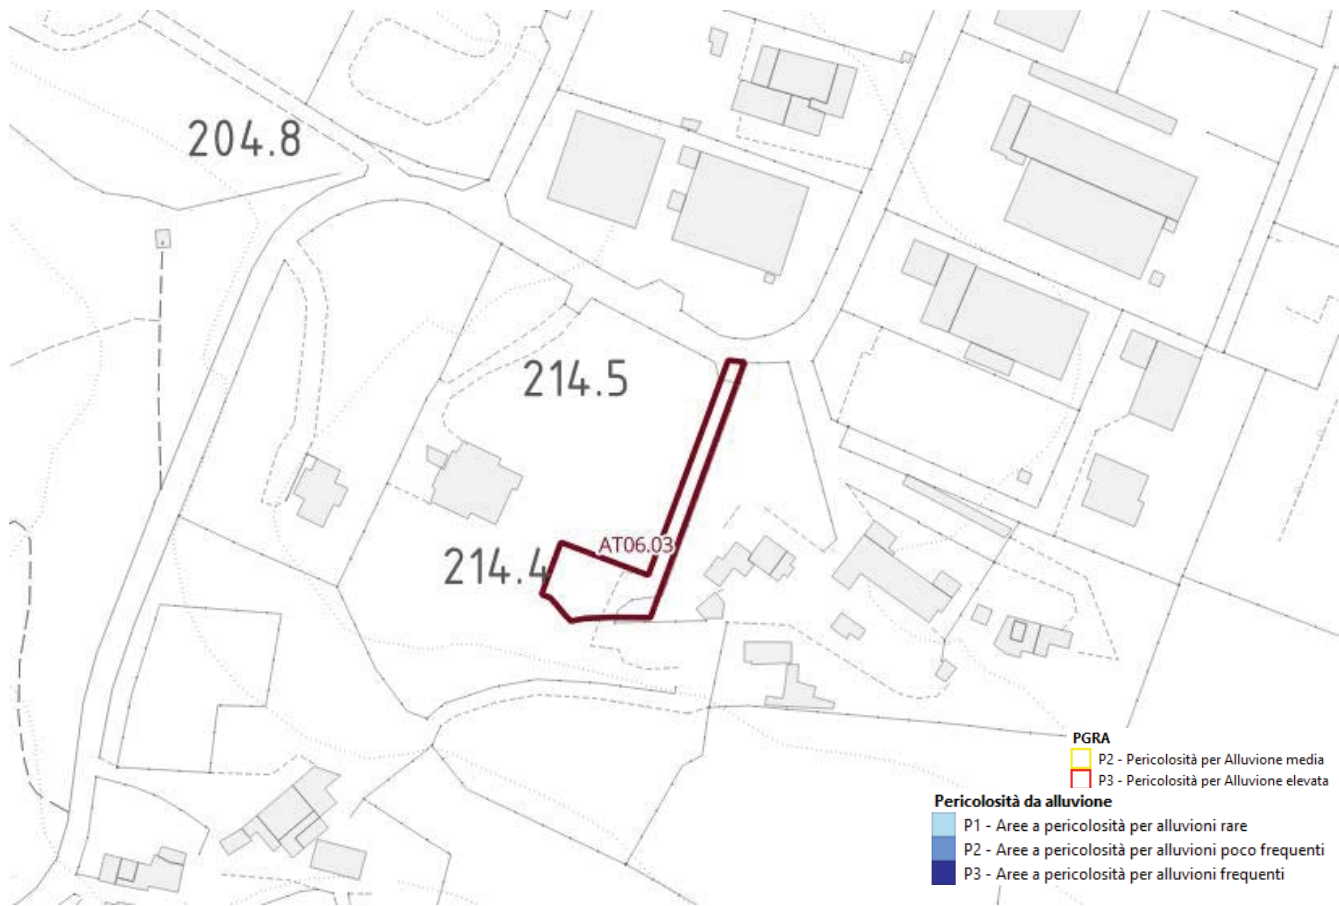 204.8
214.5
AT06.03
214.4
PGRA
P2 - Pericolosità per Alluvione media
P3 - Pericolosità per Alluvione elevata
Pericolosità da alluvione
P1 - Aree a pericolosità per alluvioni rare
P2 - Aree a pericolosità per alluvioni poco frequenti
P3 - Aree a pericolosità per alluvioni frequenti